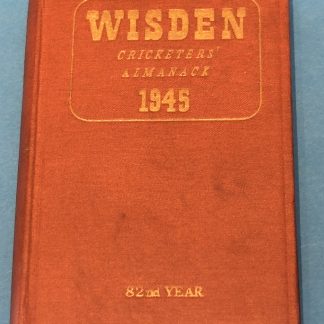 WISDEN
CRICKETERS'
ALMANACK
1945
82nd YEAR